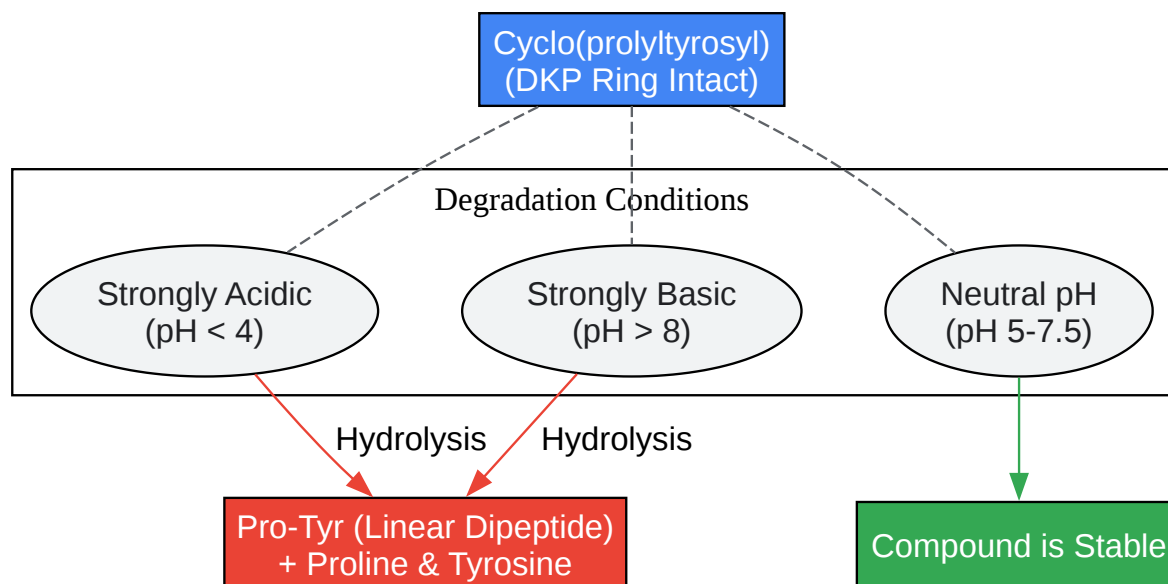 Cyclo(prolyltyrosyl)
(DKP Ring Intact)
Degradation Conditions
Strongly Acidic
(pH < 4)
Strongly Basic
(pH > 8)
Neutral pH
(pH 5-7.5)
Hydrolysis
Hydrolysis
Pro-Tyr (Linear Dipeptide)
+ Proline & Tyrosine
Compound is Stable